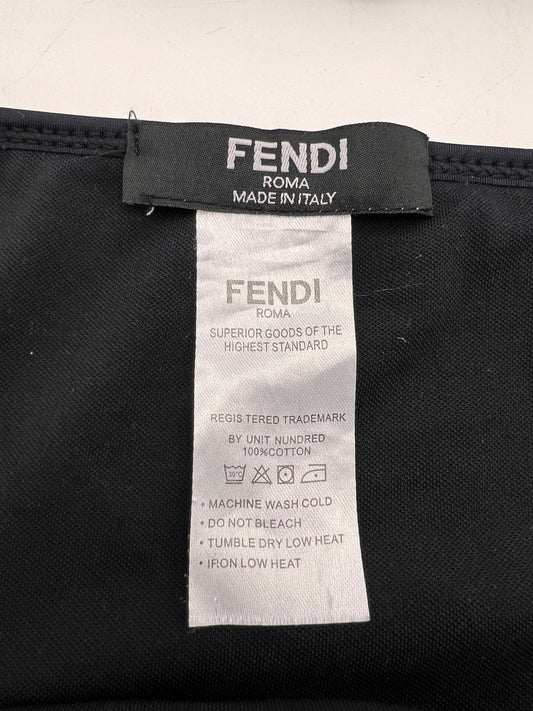 FENDI
ROMA
MADE IN ITALY
FENDI
ROMA
SUPERIOR GOODS OF THE
HIGHEST STANDARD
REGIS TERED TRADEMARK
BY UNIT NUNDRED
100%COTTON
30°C
• MACHINE WASH COLD
• DO NOT BLEACH
• TUMBLE DRY LOW HEAT
• IRON LOW HEAT